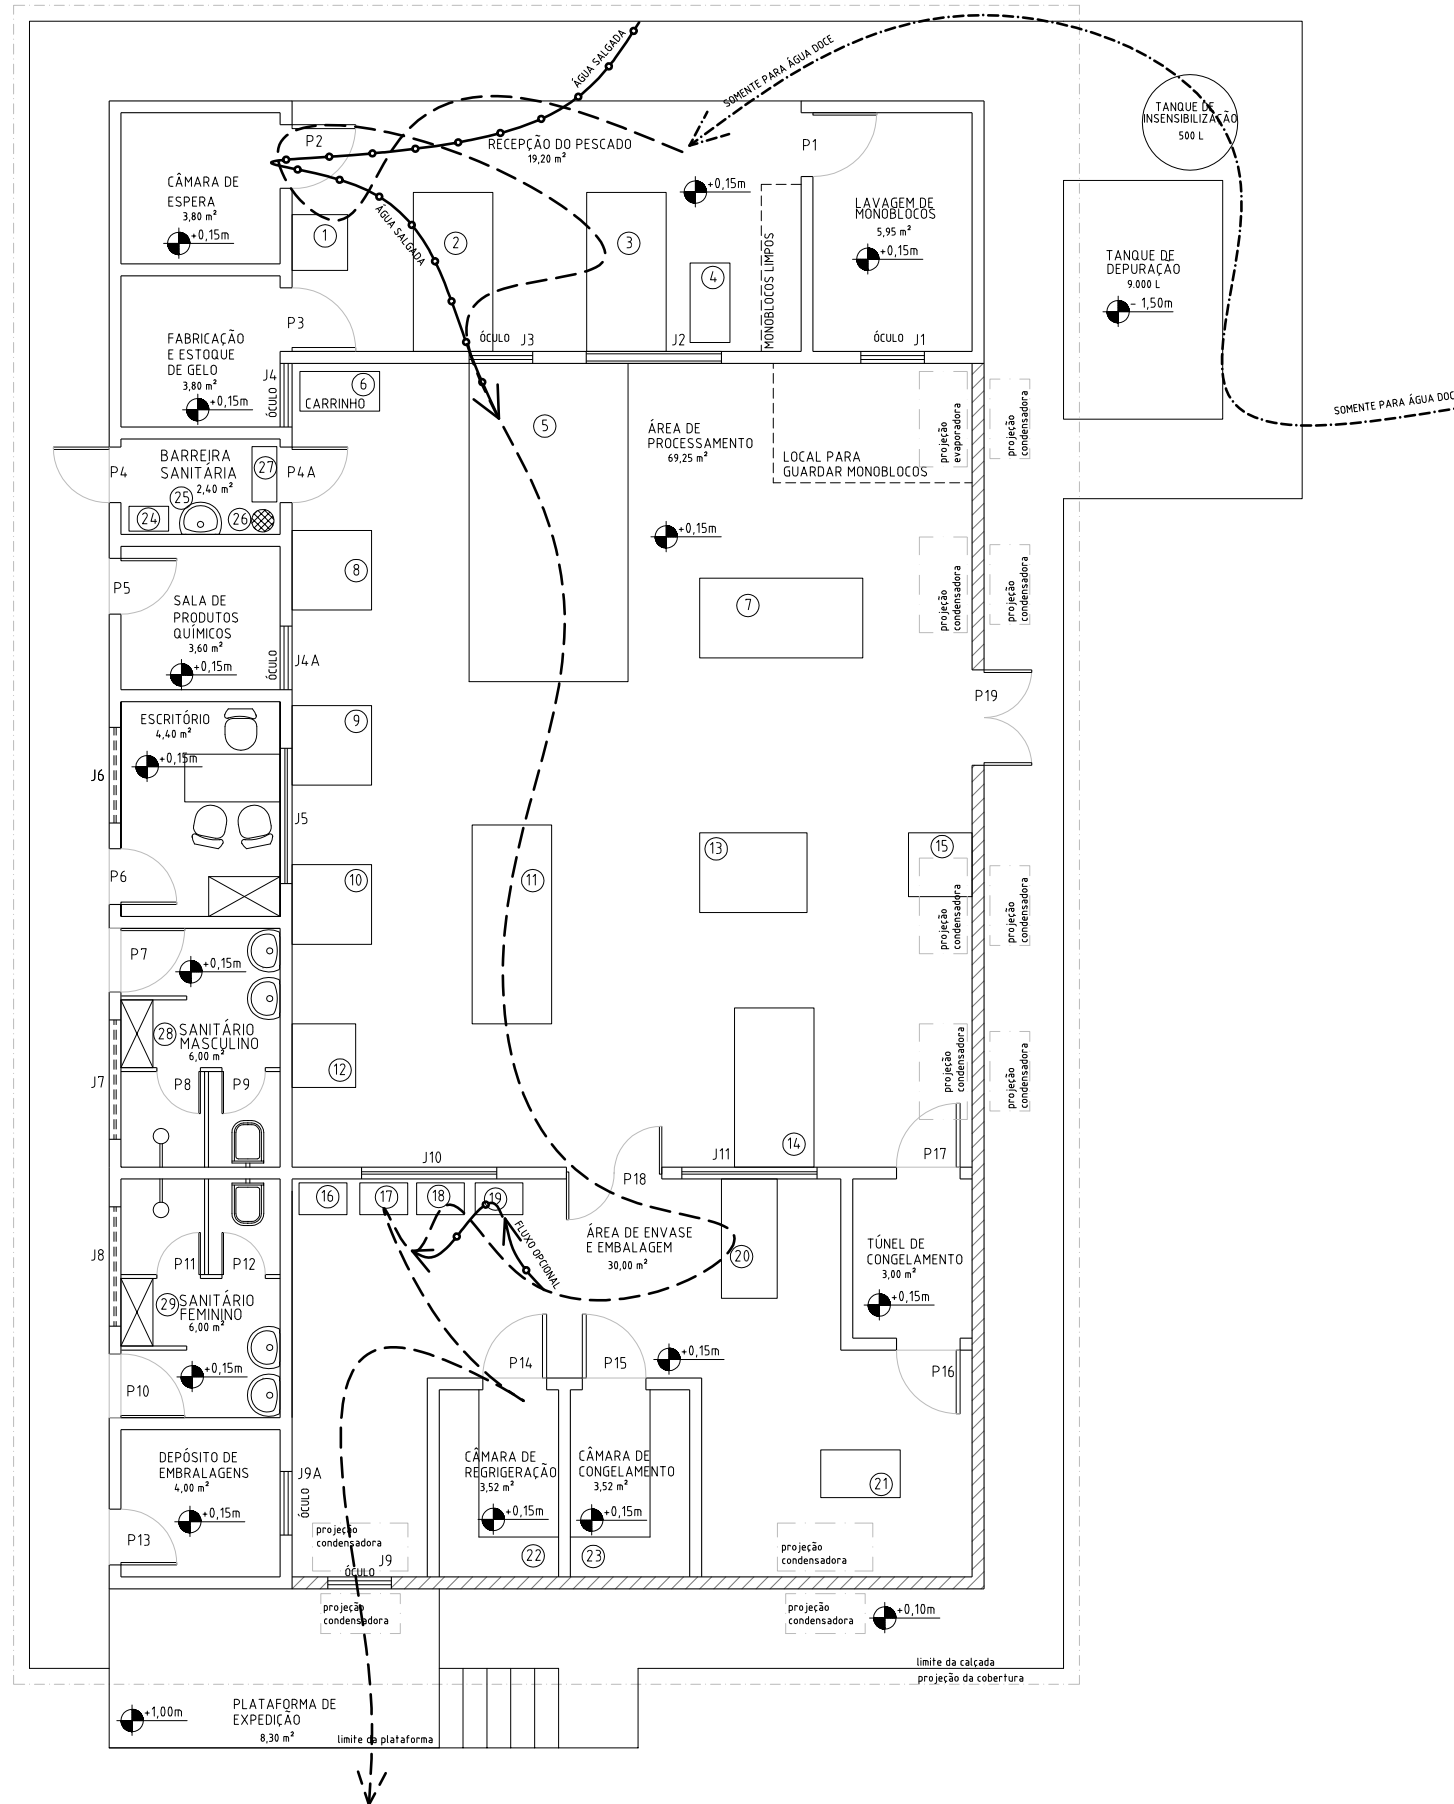 ÁGUA SALGADA
SOMENTE PARA ÁGUA DOCE
TANQUE DE
INSENSIBILIZAÇÃO
500 L
P2
RECEPÇÃO DO PESCADO
19,20 m²
P1
CÂMARA DE
ESPERA
3,80 m²
+0,15m
+0,15m
LAVAGEM DE
MONOBLOCOS
5,95 m²
+0,15m
ÁGUA SALGADA
1
2
3
4
MONOBLOCOS LIMPOS
TANQUE DE
DEPURAÇÃO
9.000 L
- 1,50m
P3
FABRICAÇÃO
E ESTOQUE
DE GELO
3,80 m²
+0,15m
ÓCULO J3
J2
ÓCULO J1
J4
ÓCULO
6
CARRINHO
5
ÁREA DE
PROCESSAMENTO
69,25 m²
LOCAL PARA
GUARDAR MONOBLOCOS
projeção
evaporadora
projeção
condensadora
SOMENTE PARA ÁGUA DOC
P4
BARREIRA
SANITÁRIA
2,40 m²
27
P4A
24
25
26
+0,15m
8
7
projeção
condensadora
projeção
condensadora
P5
SALA DE
PRODUTOS
QUÍMICOS
3,60 m²
+0,15m
ÓCULO
J4A
P19
ESCRITÓRIO
4,40 m²
+0,15m
9
J6
J5
P6
10
11
13
15
projeção
condensadora
projeção
condensadora
P7
+0,15m
28
SANITÁRIO
MASCULINO
6,00 m²
12
projeção
condensadora
projeção
condensadora
J7
P8
P9
14
J10
J11
P17
P18
16
17
18
19
FLUXO OPCIONAL
ÁREA DE ENVASE
E EMBALAGEM
30,00 m²
20
TÚNEL DE
CONGELAMENTO
3,00 m²
+0,15m
J8
P11
P12
29
SANITÁRIO
FEMININO
6,00 m²
+0,15m
P10
P14
P15
+0,15m
P16
DEPÓSITO DE
EMBRALAGENS
4,00 m²
+0,15m
J9A
ÓCULO
CÂMARA DE
REGRIGERAÇÃO
3,52 m²
+0,15m
CÂMARA DE
CONGELAMENTO
3,52 m²
+0,15m
21
P13
projeção
condensadora
J9
ÓCULO
22
23
projeção
condensadora
projeção
condensadora
projeção
condensadora
+0,10m
limite da calçada
projeção da cobertura
+1,00m
PLATAFORMA DE
EXPEDIÇÃO
8,30 m²
limite da plataforma